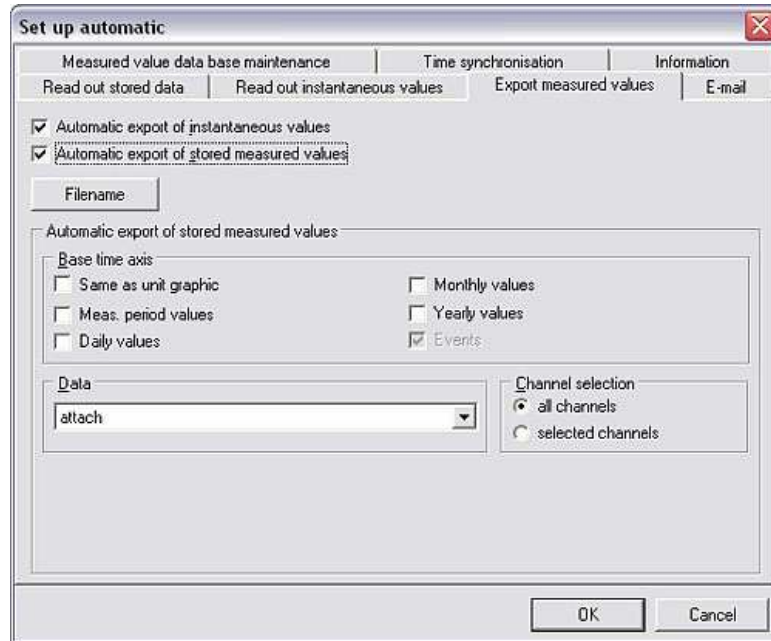 Set up automatic
Measured value data base maintenance Time synchronisation Information
Read out stored data Read out instantaneous values Export measured values E-mail
Automatic export of instantaneous values
Automatic export of stored measured values
Filename
Automatic export of stored measured values
Base time axis
Same as unit graphic Monthly values
Meas. period values Yearly values
Daily values Events
Data Channel selection
attach all channels
selected channels
OK Cancel